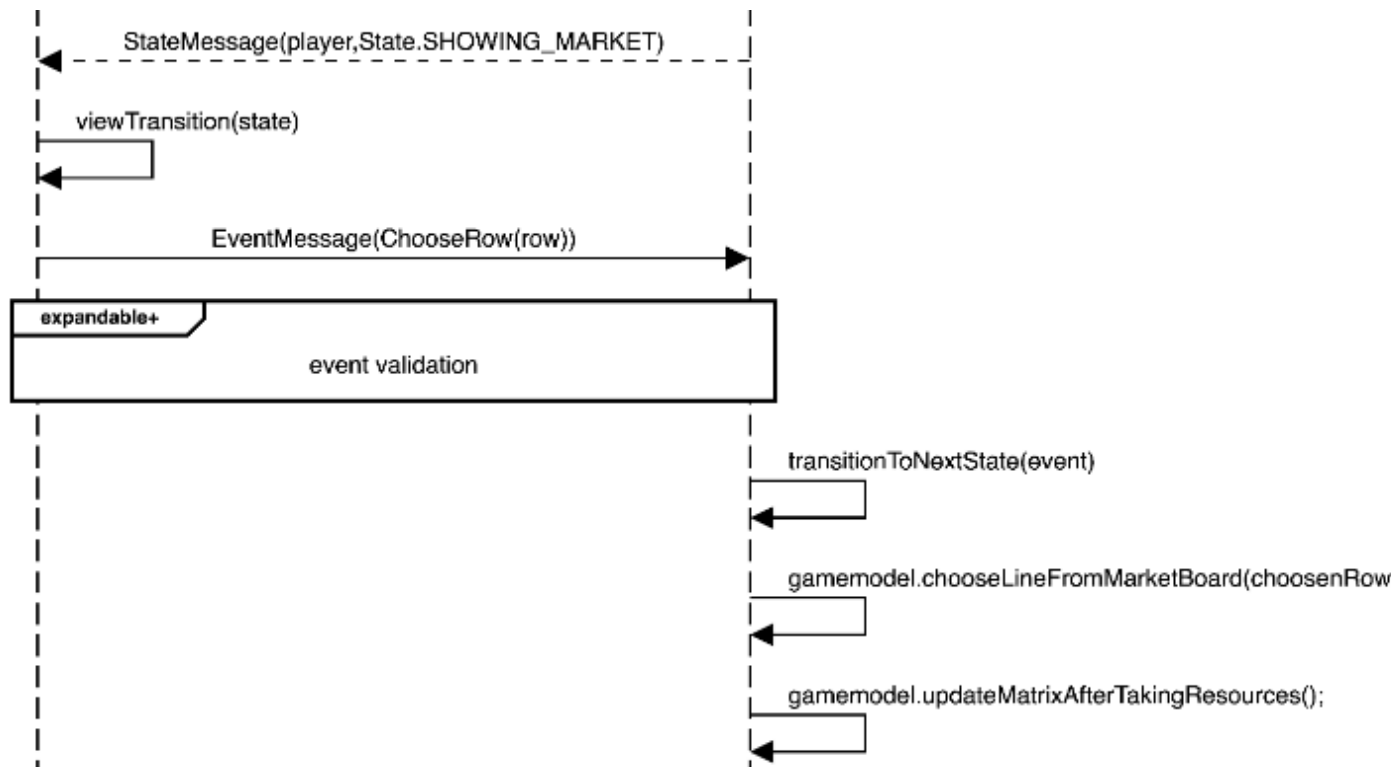 StateMessage(player,State.SHOWING_MARKET)
viewTransition(state)
EventMessage(ChooseRow(row))
expandable+
event validation
transitionToNextState(event)
gamemodel.chooseLineFromMarketBoard(choosenRow
gamemodel.updateMatrixAfterTakingResources();